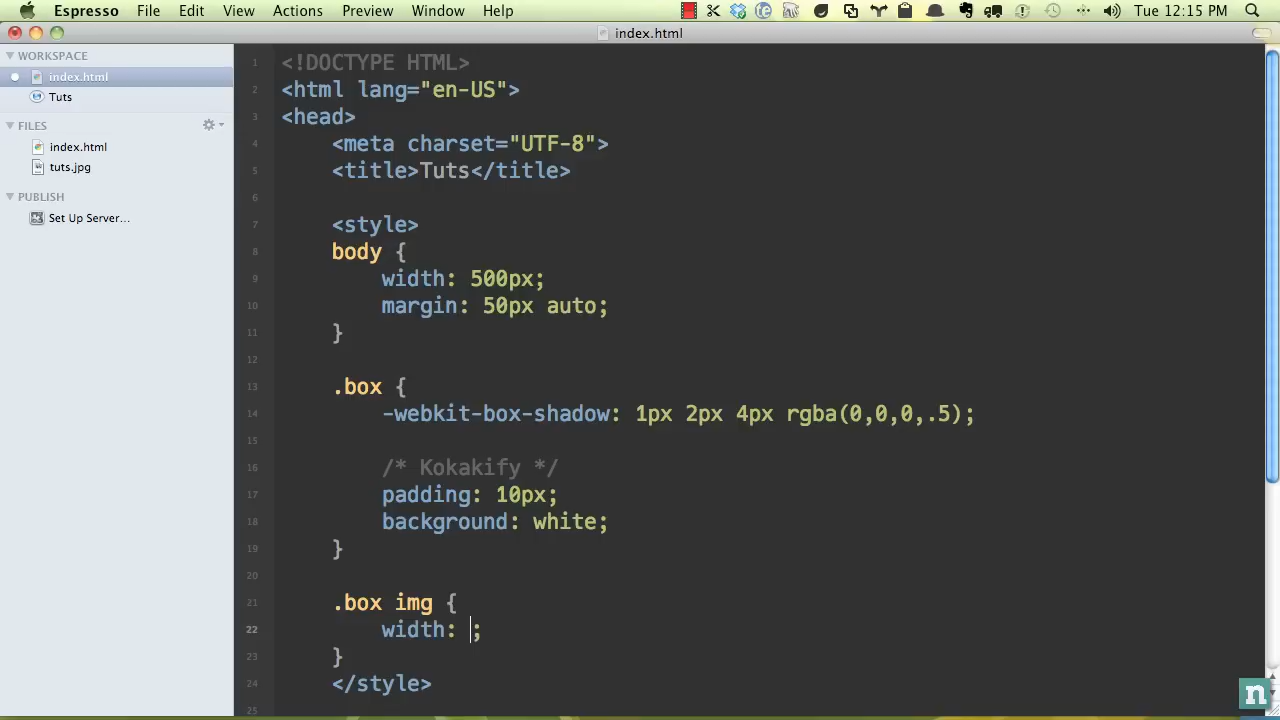 Espresso File Edit View Actions Preview Window Help Tue 12:15 PM
index.html
WORKSPACE
index.html
Tuts
FILES
index.html
tuts.jpg
PUBLISH
Set Up Server...
1 <!DOCTYPE HTML>
2 <html lang="en-US">
3 <head>
4 <meta charset="UTF-8">
5 <title>Tuts</title>
6
7 <style>
8 body {
9 width: 500px;
10 margin: 50px auto;
11 }
12
13 .box {
14 -webkit-box-shadow: 1px 2px 4px rgba(0,0,0,.5);
15
16 /* Kokakify */
17 padding: 10px;
18 background: white;
19 }
20
21 .box img {
22 width: ;
23 }
24 </style>
25
n